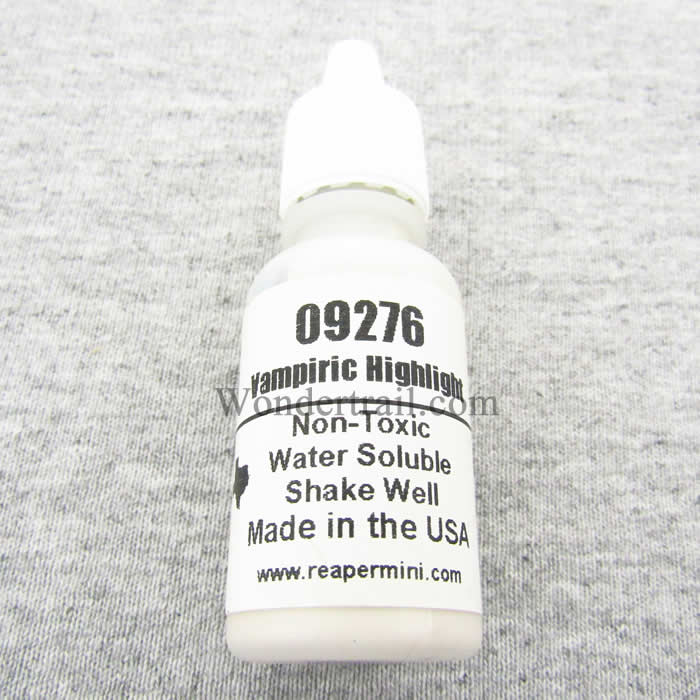 09276
Vampiric Highlight
Wondertrail.com
Non-Toxic
Water Soluble
Shake Well
Made in the USA
www.reapermini.com